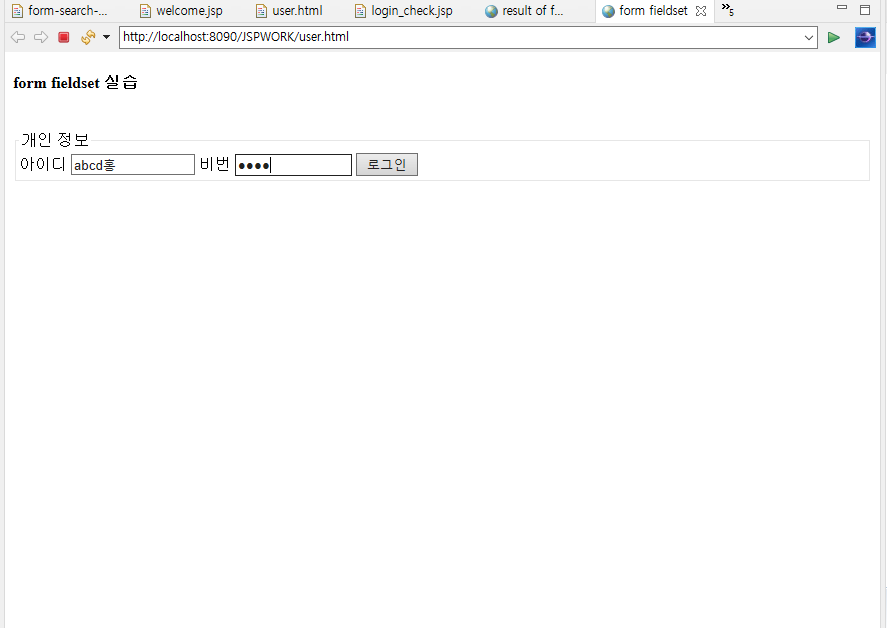 form-search-... welcome.jsp user.html login_check.jsp result of f... form fieldset »5
http://localhost:8090/JSPWORK/user.html
form fieldset 실습
개인 정보
아이디 abcd홍 비번 ●●●● 로그인